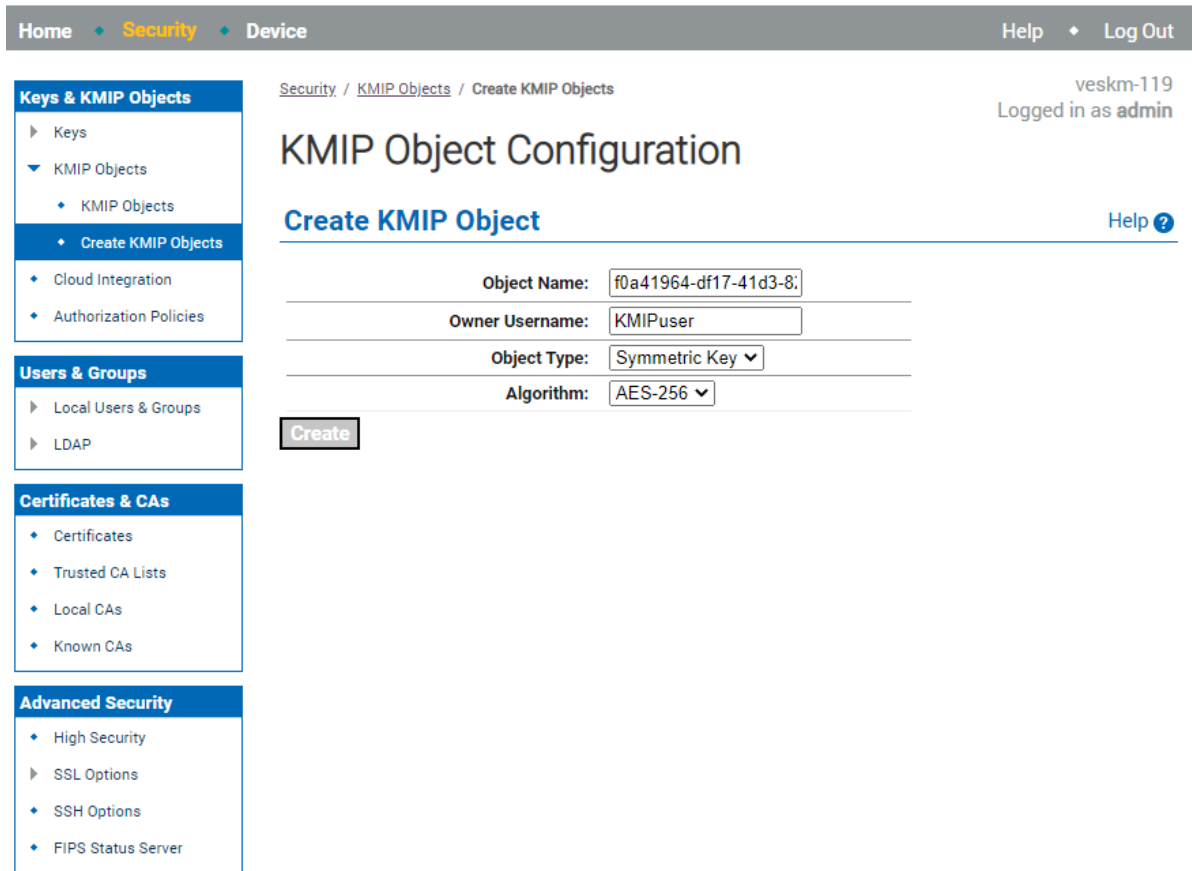 Home Security Device Help Log Out
veskm-119
Logged in as admin
Keys & KMIP Objects
Keys
KMIP Objects
KMIP Objects
Create KMIP Objects
Cloud Integration
Authorization Policies
Users & Groups
Local Users & Groups
LDAP
Certificates & CAs
Certificates
Trusted CA Lists
Local CAs
Known CAs
Advanced Security
High Security
SSL Options
SSH Options
FIPS Status Server
Security / KMIP Objects / Create KMIP Objects
KMIP Object Configuration
Create KMIP Object Help ?
Object Name: f0a41964-df17-41d3-82
Owner Username: KMIPuser
Object Type: Symmetric Key
Algorithm: AES-256
Create